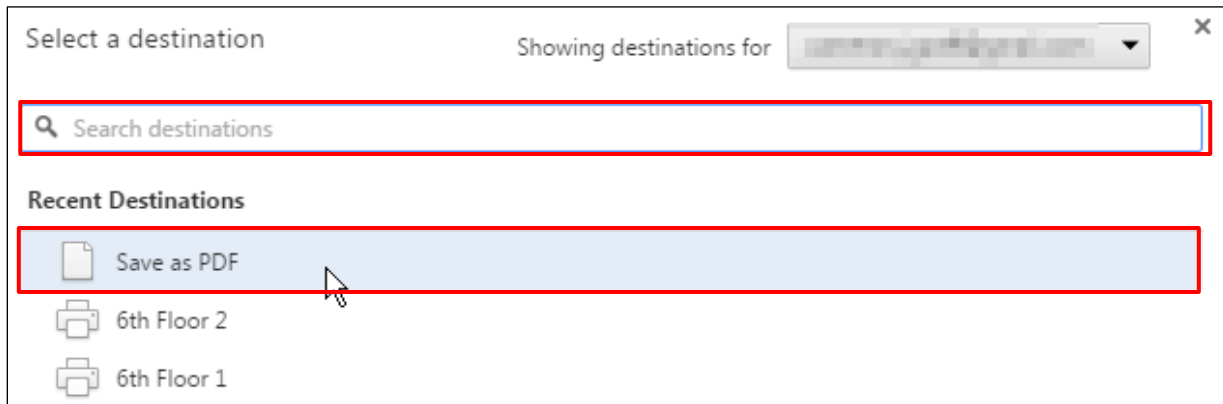 Select a destination
Showing destinations for
Search destinations
Recent Destinations
Save as PDF
6th Floor 2
6th Floor 1